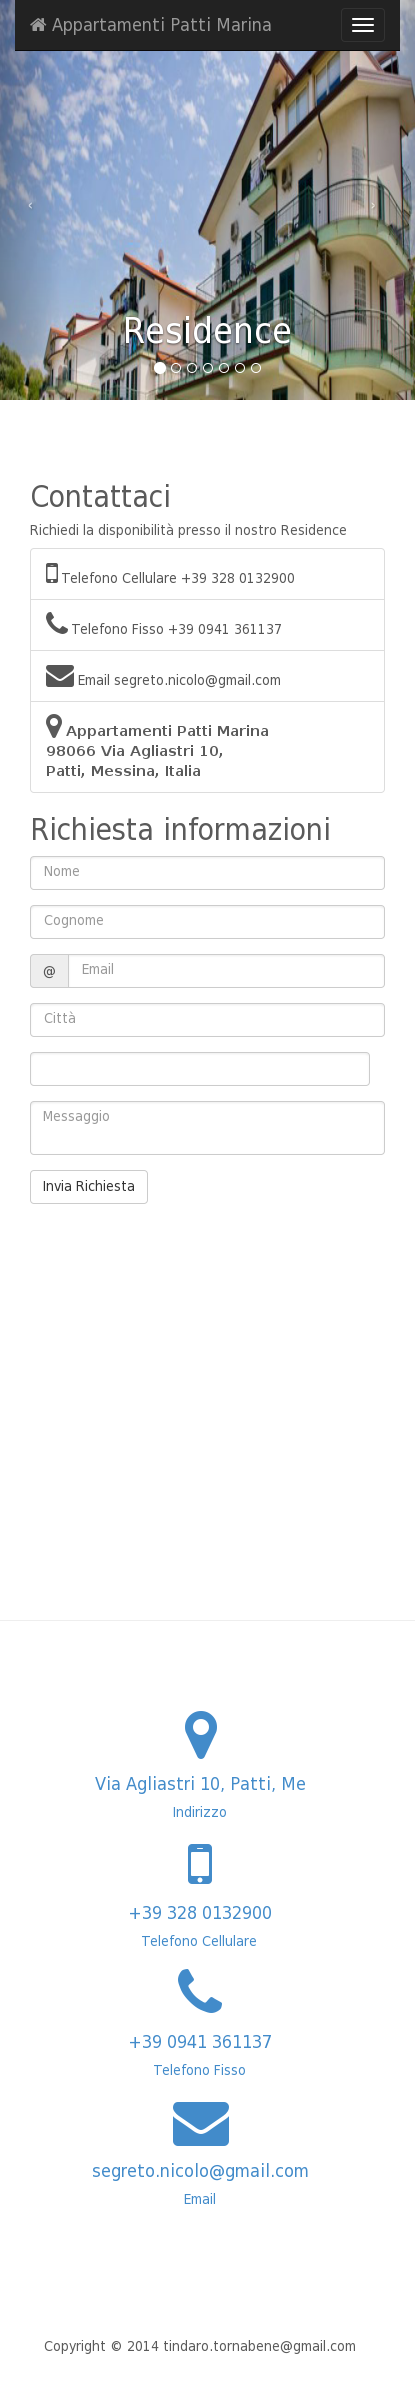 Appartamenti Patti Marina
Residence
Contattaci
Richiedi la disponibilità presso il nostro Residence
Telefono Cellulare +39 328 0132900
Telefono Fisso +39 0941 361137
Email segreto.nicolo@gmail.com
Appartamenti Patti Marina
98066 Via Agliastri 10,
Patti, Messina, Italia
Richiesta informazioni
Nome
Cognome
@ Email
Città
Messaggio
Invia Richiesta
Via Agliastri 10, Patti, Me
Indirizzo
+39 328 0132900
Telefono Cellulare
+39 0941 361137
Telefono Fisso
segreto.nicolo@gmail.com
Email
Copyright © 2014 tindaro.tornabene@gmail.com